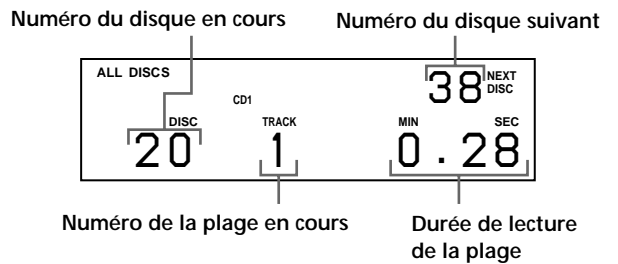 Numéro du disque en cours
Numéro du disque suivant
ALL DISCS
38 NEXT DISC
CD1
DISC TRACK MIN SEC
20 1 0.28
Numéro de la plage en cours
Durée de lecture
de la plage